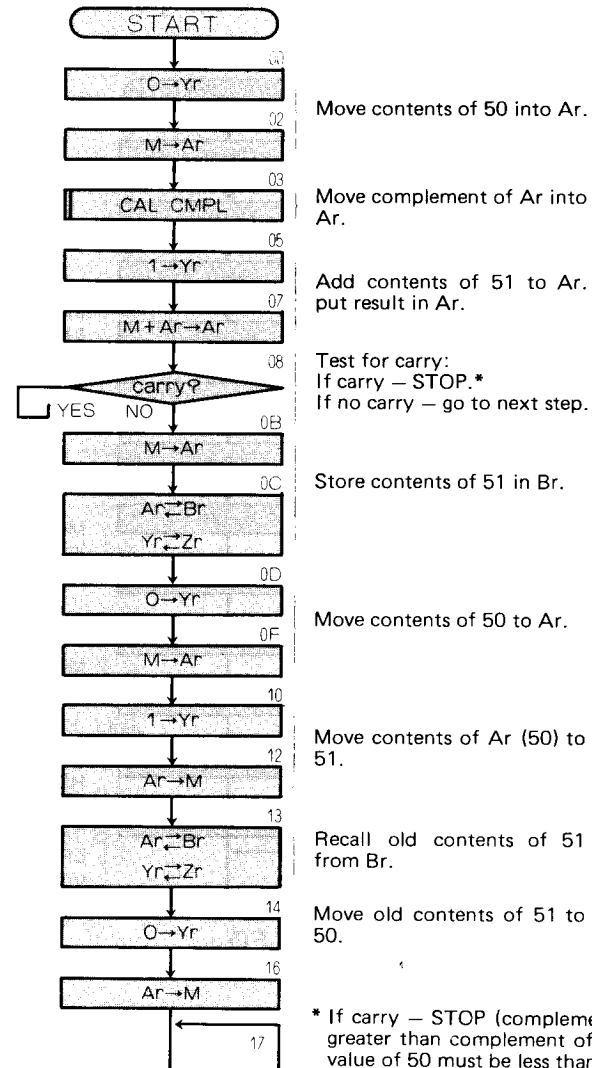 START
00
O→Yr
02
M→Ar
Move contents of 50 into Ar.
03
CAL CMPL
Move complement of Ar into
Ar.
05
1→Yr
07
M+Ar→Ar
Add contents of 51 to Ar.
put result in Ar.
08
carry?
YES NO
Test for carry:
If carry – STOP.*
If no carry – go to next step.
0B
M→Ar
0C
Ar⇄Br
Yr⇄Zr
Store contents of 51 in Br.
0D
O→Yr
0F
M→Ar
Move contents of 50 to Ar.
10
1→Yr
12
Ar→M
Move contents of Ar (50) to
51.
13
Ar⇄Br
Yr⇄Zr
Recall old contents of 51
from Br.
14
O→Yr
16
Ar→M
Move old contents of 51 to
50.
17
* If carry – STOP (compleme
greater than complement of
value of 50 must be less than